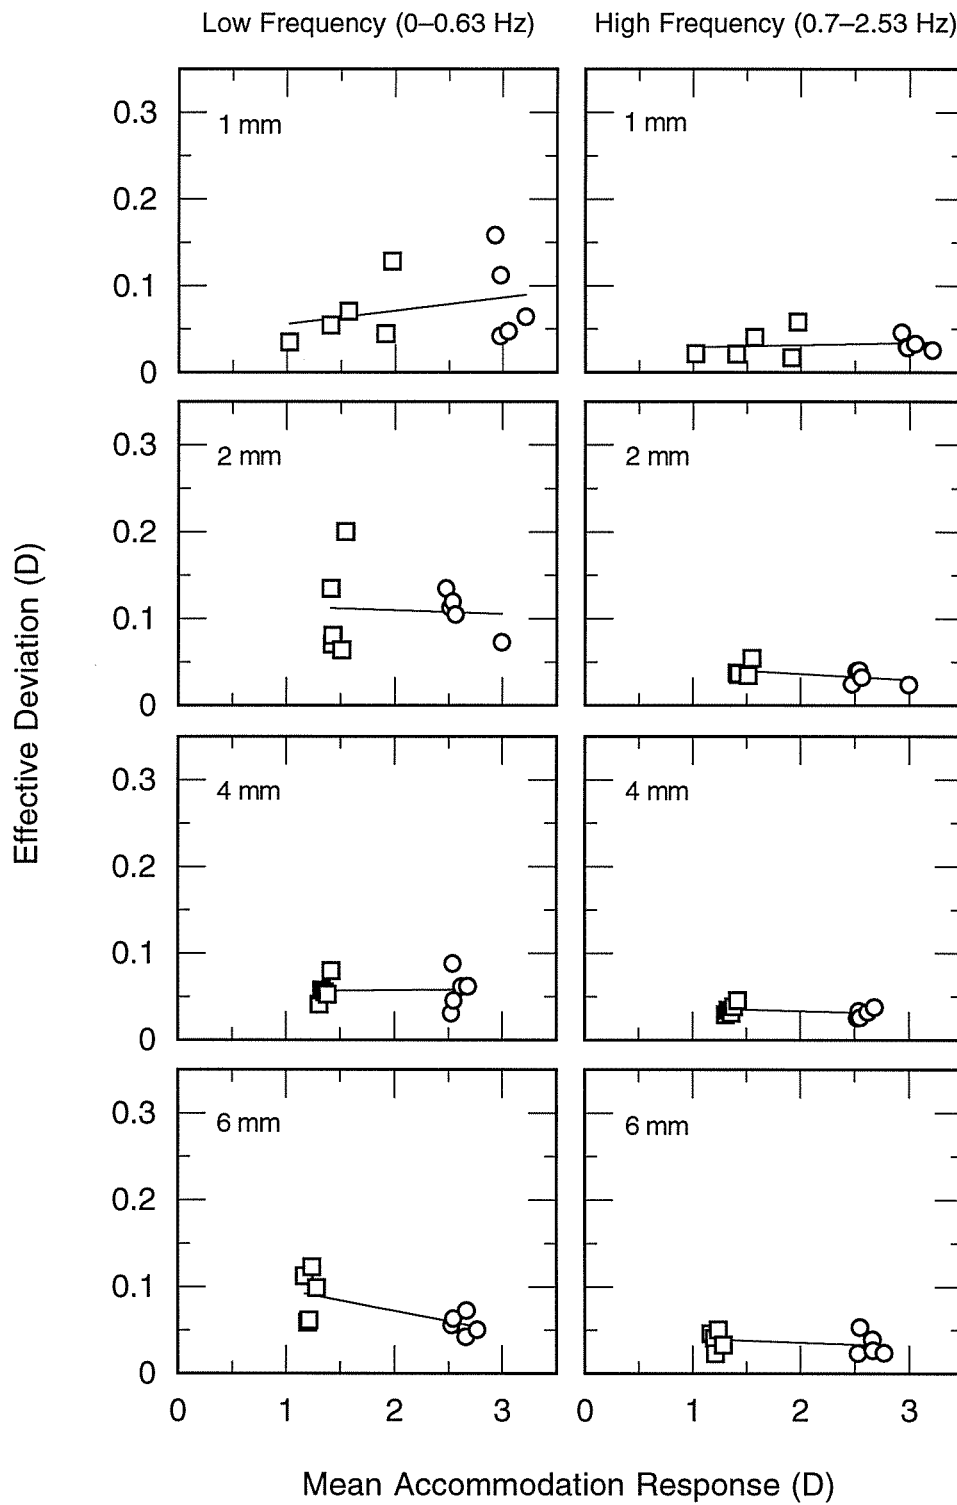 Low Frequency (0–0.63 Hz) High Frequency (0.7–2.53 Hz)
0.3 1 mm 1 mm
0.2
0.1
0
0.3 2 mm 2 mm
0.2
0.1
0
Effective Deviation (D)
0.3 4 mm 4 mm
0.2
0.1
0
0.3 6 mm 6 mm
0.2
0.1
0
0 1 2 3 0 1 2 3
Mean Accommodation Response (D)